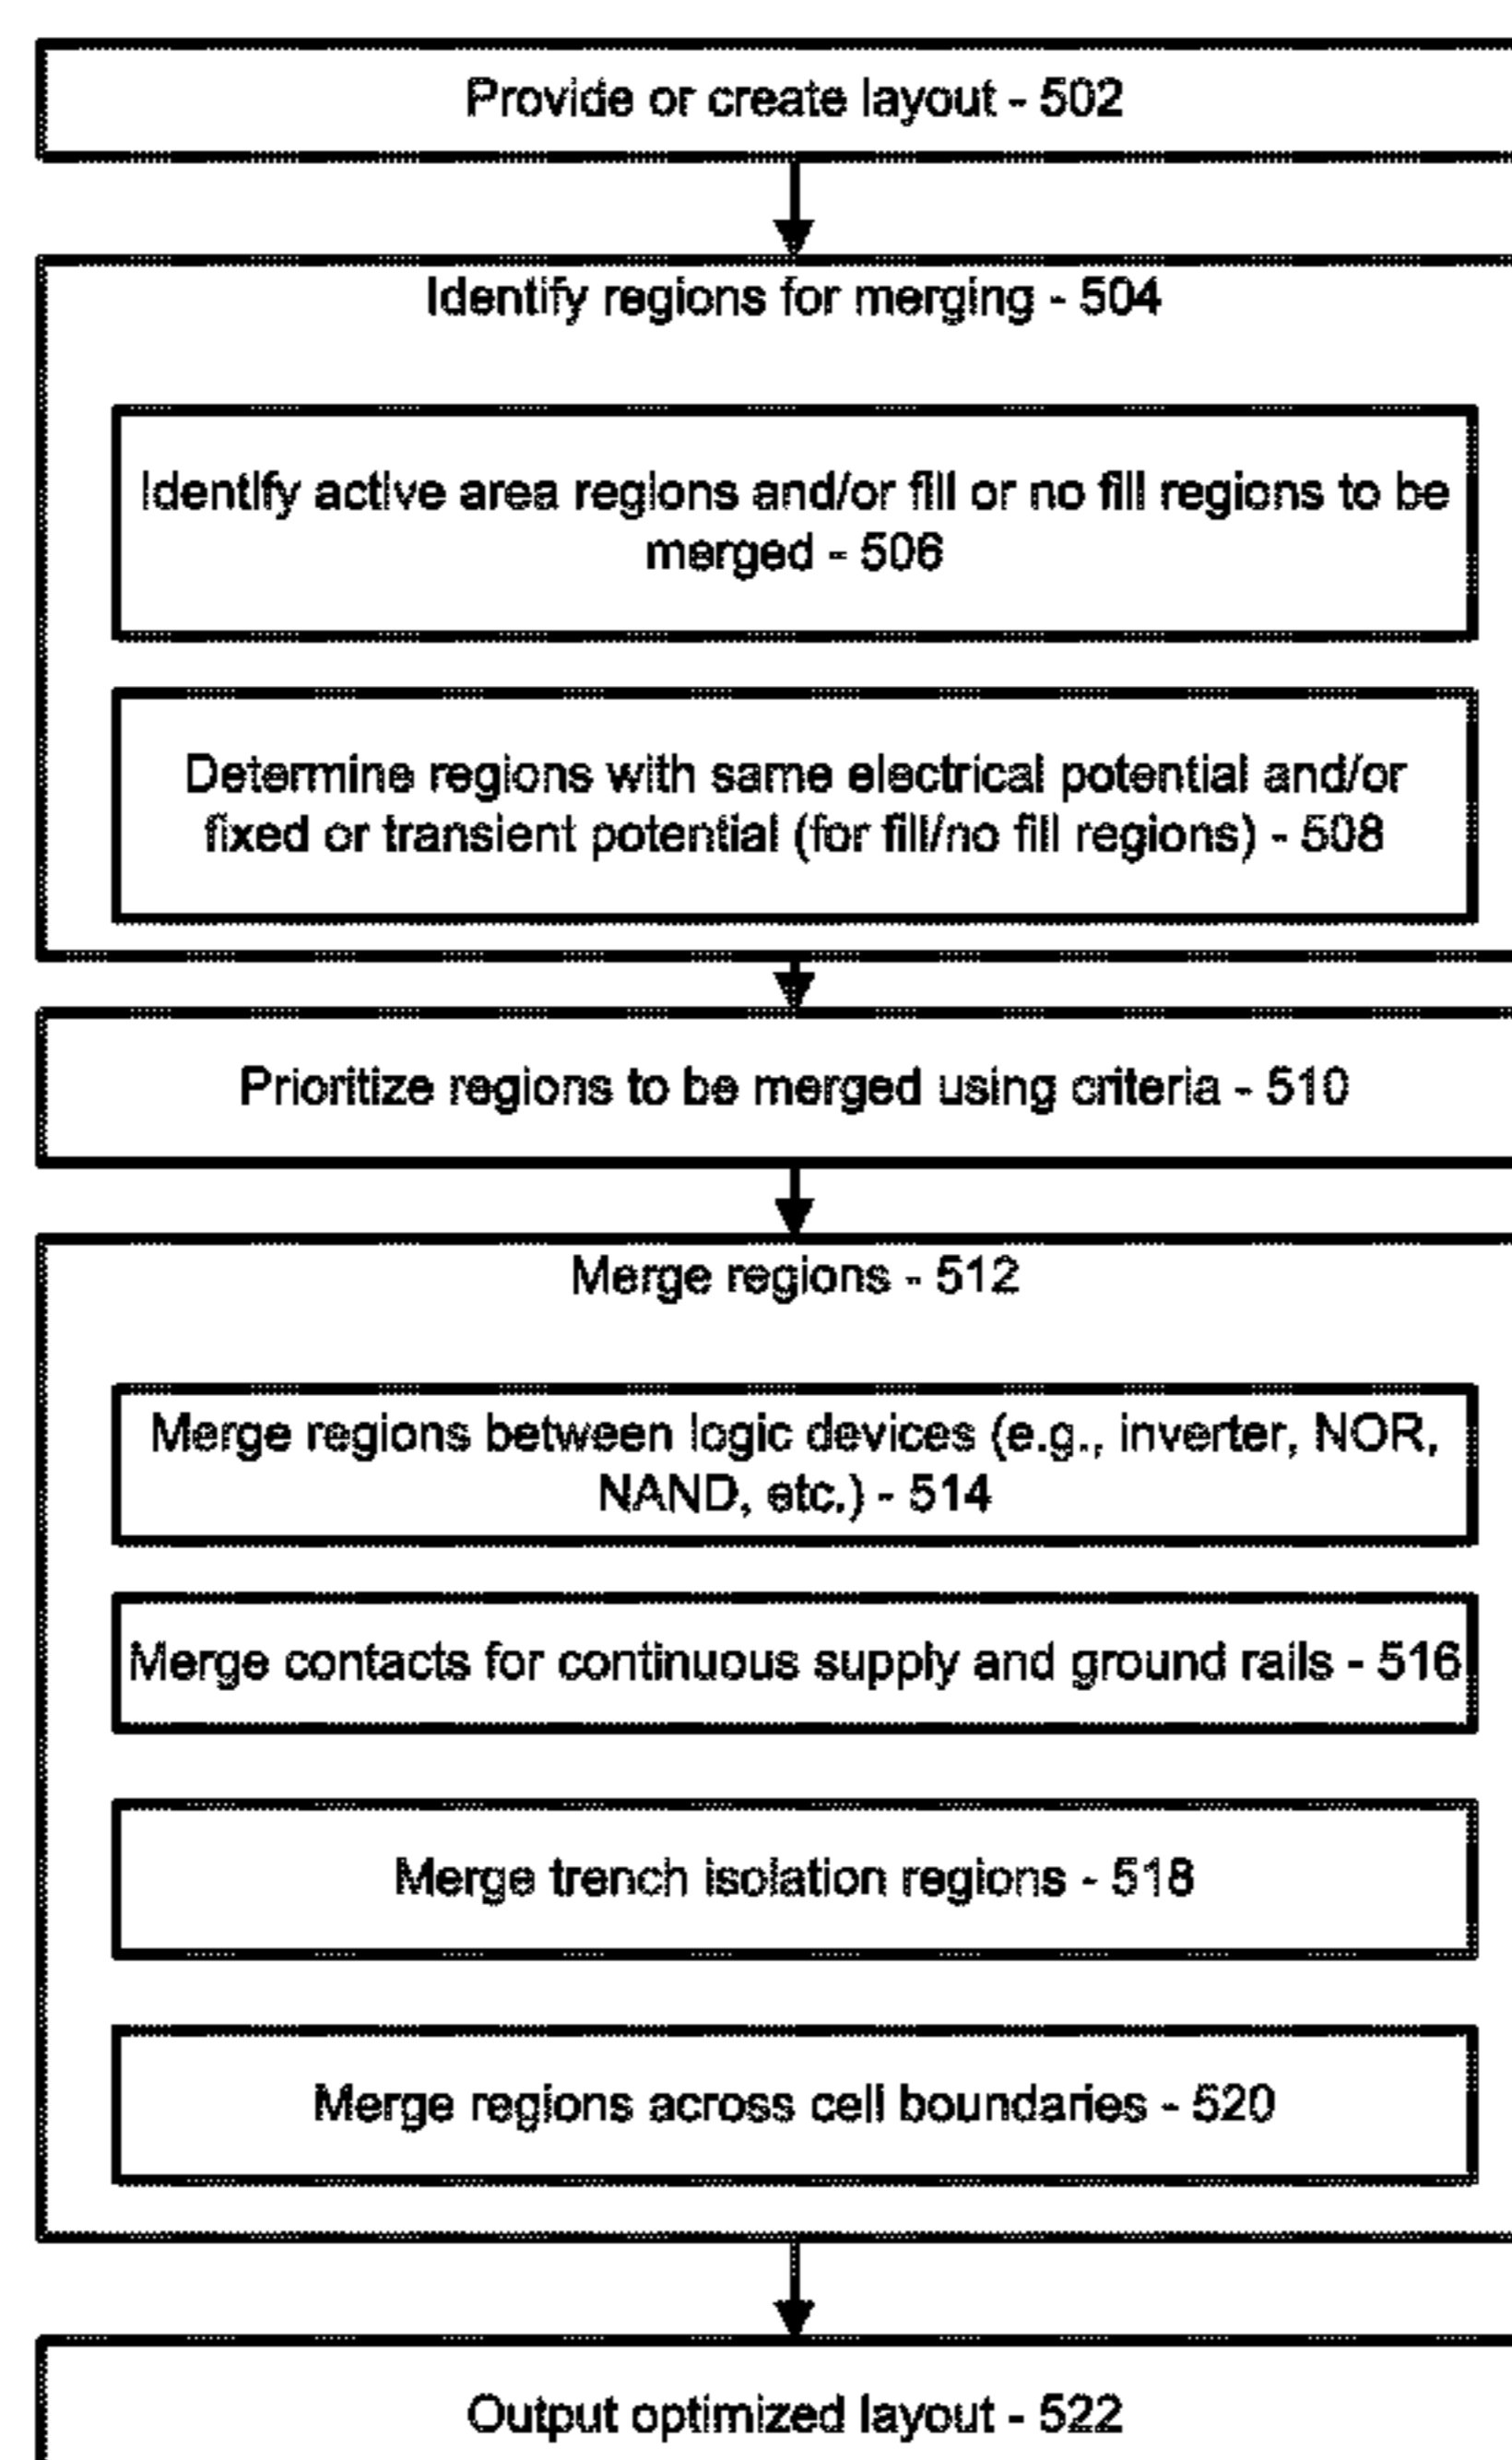 Provide or create layout - 502
Identify regions for merging - 504
Identify active area regions and/or fill or no fill regions to be
merged - 506
Determine regions with same electrical potential and/or
fixed or transient potential (for fill/no fill regions) - 508
Prioritize regions to be merged using criteria - 510
Merge regions - 512
Merge regions between logic devices (e.g., inverter, NOR,
NAND, etc.) - 514
Merge contacts for continuous supply and ground rails - 516
Merge trench isolation regions - 518
Merge regions across cell boundaries - 520
Output optimized layout - 522